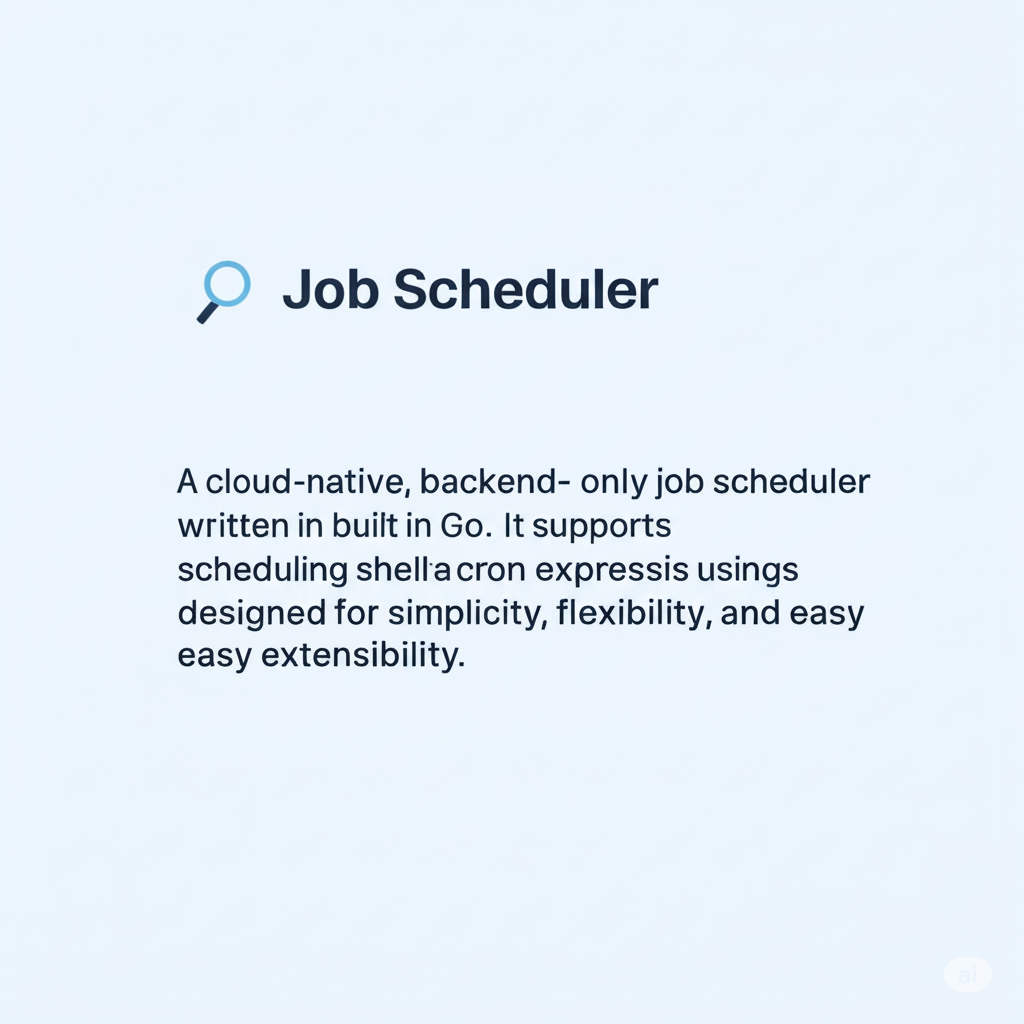 Job Scheduler
A cloud-native, backend- only job scheduler
written in built in Go. It supports
scheduling shell·a cron expressis usings
designed for simplicity, flexibility, and easy
easy extensibility.
ai